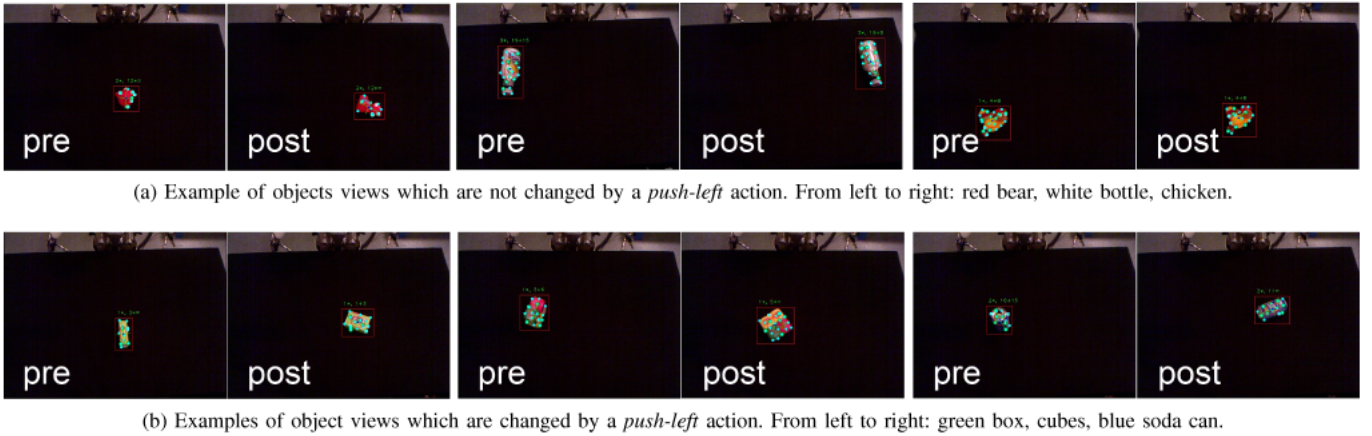 pre
post
pre
post
pre
post
(a) Example of objects views which are not changed by a push-left action. From left to right: red bear, white bottle, chicken.
pre
post
pre
post
pre
post
(b) Examples of object views which are changed by a push-left action. From left to right: green box, cubes, blue soda can.